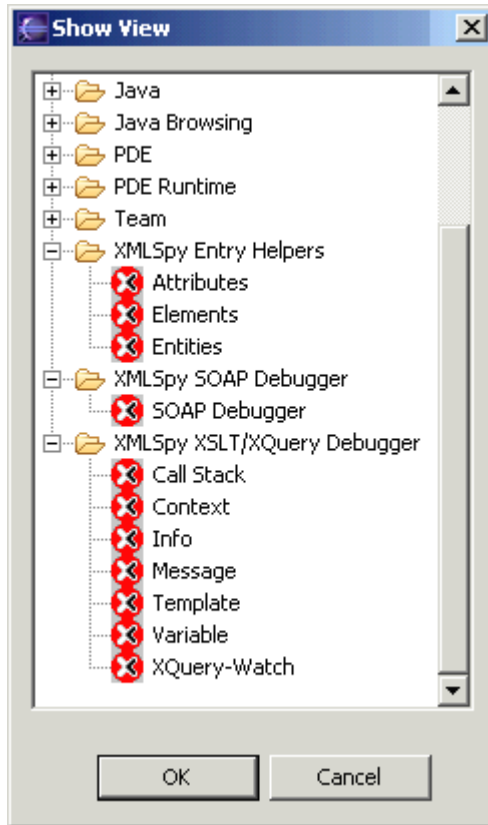 Show View
Java
Java Browsing
PDE
PDE Runtime
Team
XMLSpy Entry Helpers
Attributes
Elements
Entities
XMLSpy SOAP Debugger
SOAP Debugger
XMLSpy XSLT/XQuery Debugger
Call Stack
Context
Info
Message
Template
Variable
XQuery-Watch
OK Cancel